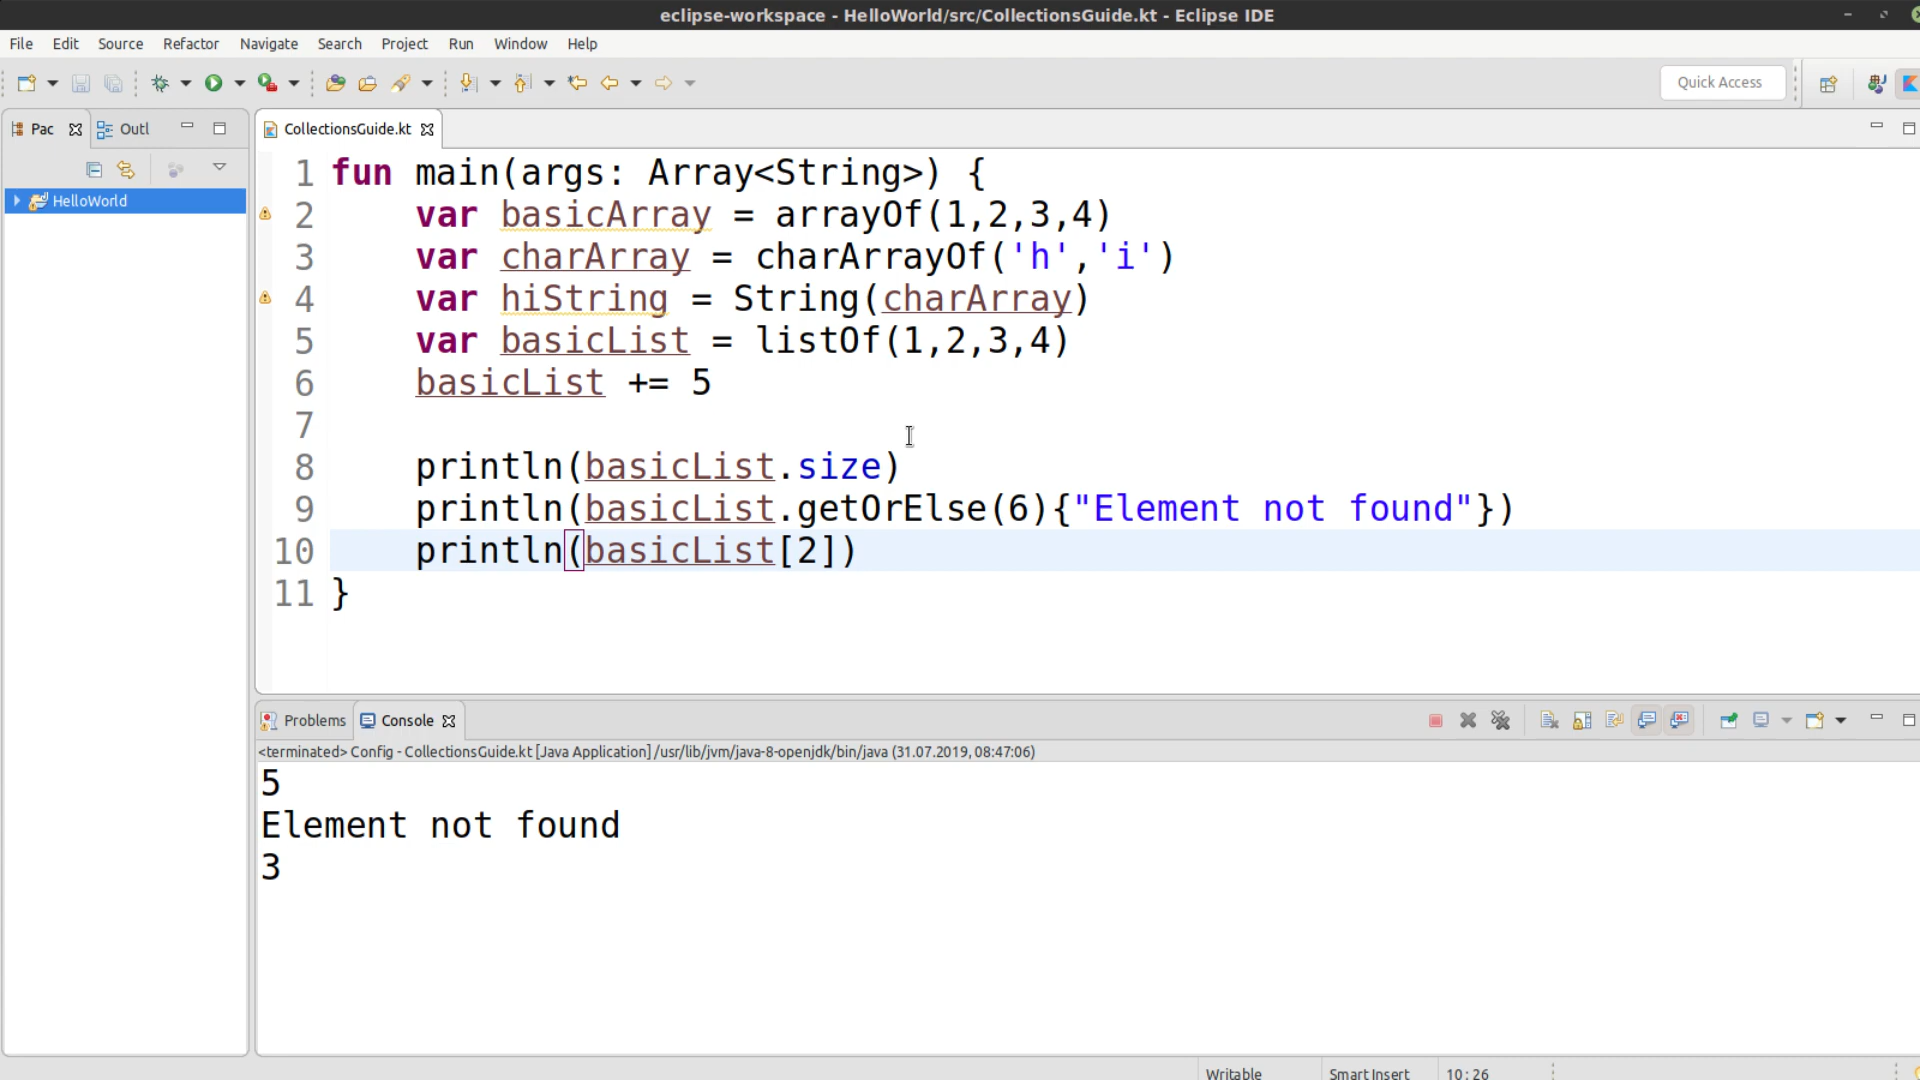 eclipse-workspace - HelloWorld/src/CollectionsGuide.kt - Eclipse IDE
File Edit Source Refactor Navigate Search Project Run Window Help
Quick Access
Pac Outl
HelloWorld
CollectionsGuide.kt
1 fun main(args: Array<String>) {
2 var basicArray = arrayOf(1,2,3,4)
3 var charArray = charArrayOf('h','i')
4 var hiString = String(charArray)
5 var basicList = listOf(1,2,3,4)
6 basicList += 5
7
8 println(basicList.size)
9 println(basicList.getOrElse(6){"Element not found"})
10 println(basicList[2])
11 }
Problems Console
<terminated> Config - CollectionsGuide.kt [Java Application] /usr/lib/jvm/java-8-openjdk/bin/java (31.07.2019, 08:47:06)
5
Element not found
3
Writable Smart Insert 10:26